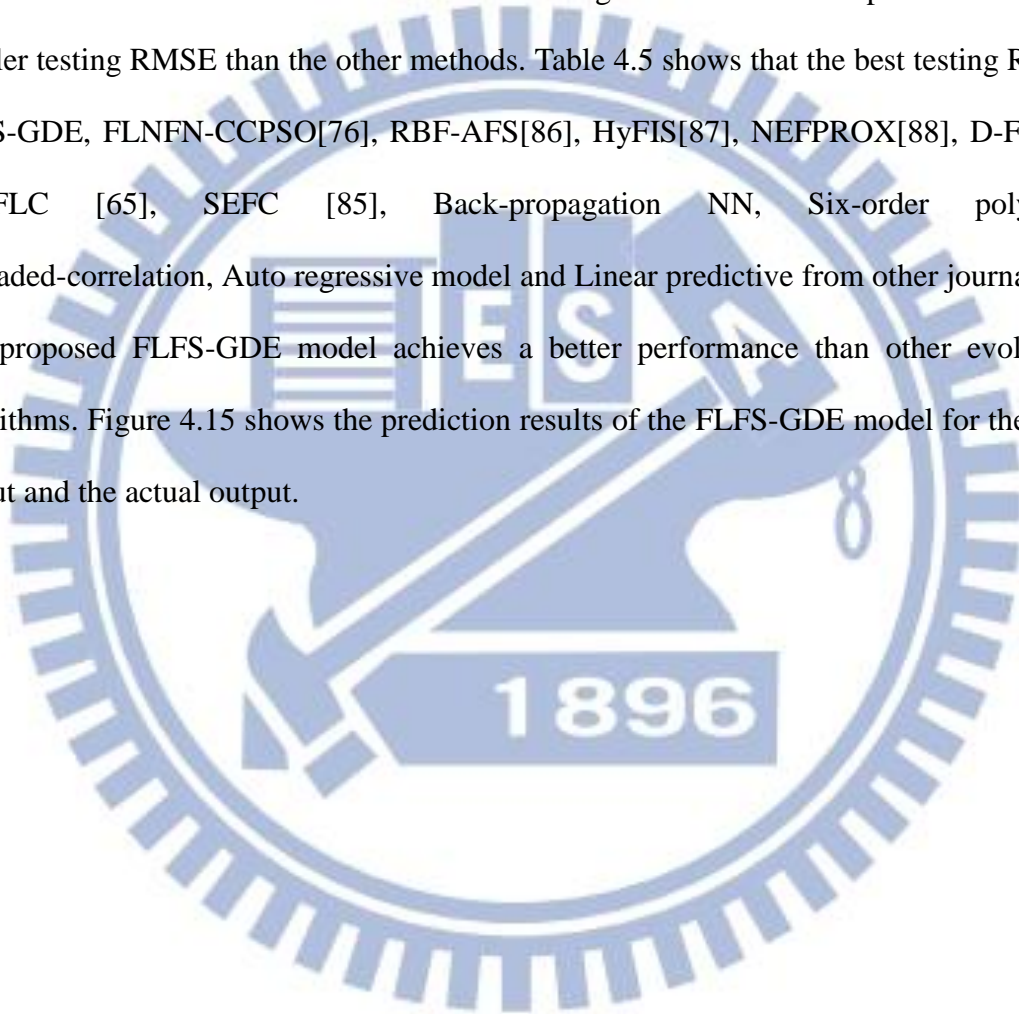 ler testing RMSE than the other methods. Table 4.5 shows that the best testing R
S-GDE, FLNFN-CCPSO[76], RBF-AFS[86], HyFIS[87], NEFPROX[88], D-F
FLC [65], SEFC [85], Back-propagation NN, Six-order poly
aded-correlation, Auto regressive model and Linear predictive from other journa
proposed FLFS-GDE model achieves a better performance than other evol
ithms. Figure 4.15 shows the prediction results of the FLFS-GDE model for the
ut and the actual output.
E S A
1896